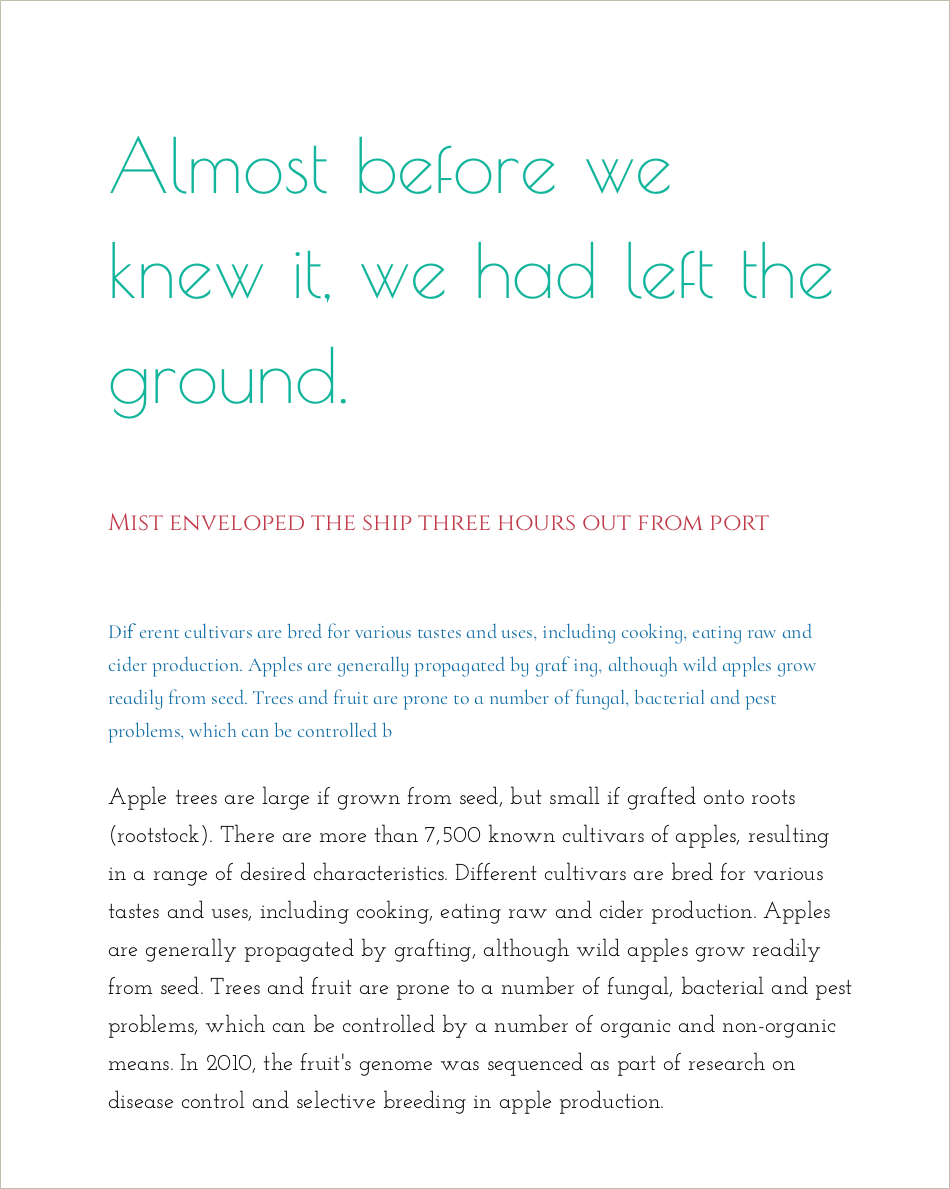 Almost before we
knew it, we had left the
ground.
Mist enveloped the ship three hours out from port
Dif erent cultivars are bred for various tastes and uses, including cooking, eating raw and
cider production. Apples are generally propagated by graf ing, although wild apples grow
readily from seed. Trees and fruit are prone to a number of fungal, bacterial and pest
problems, which can be controlled b
Apple trees are large if grown from seed, but small if grafted onto roots
(rootstock). There are more than 7,500 known cultivars of apples, resulting
in a range of desired characteristics. Different cultivars are bred for various
tastes and uses, including cooking, eating raw and cider production. Apples
are generally propagated by grafting, although wild apples grow readily
from seed. Trees and fruit are prone to a number of fungal, bacterial and pest
problems, which can be controlled by a number of organic and non-organic
means. In 2010, the fruit's genome was sequenced as part of research on
disease control and selective breeding in apple production.